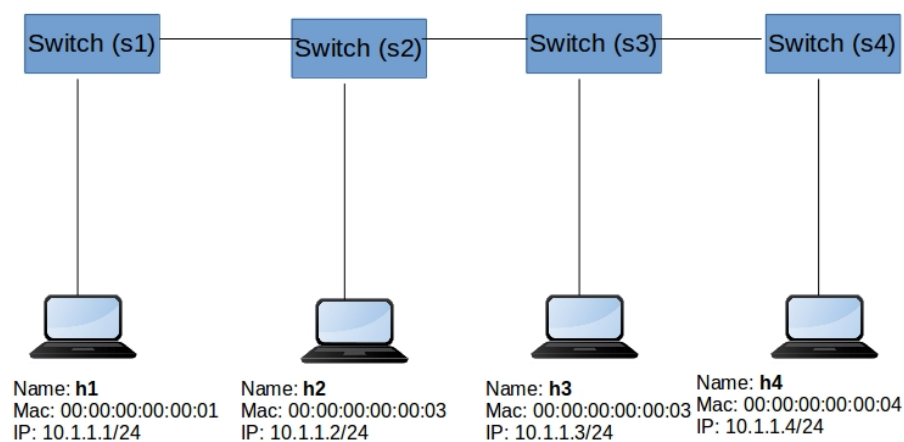 Switch (s1)
Switch (s2)
Switch (s3)
Switch (s4)
Name: h1
Mac: 00:00:00:00:00:01
IP: 10.1.1.1/24
Name: h2
Mac: 00:00:00:00:00:03
IP: 10.1.1.2/24
Name: h3
Mac: 00:00:00:00:00:03
IP: 10.1.1.3/24
Name: h4
Mac: 00:00:00:00:00:04
IP: 10.1.1.4/24